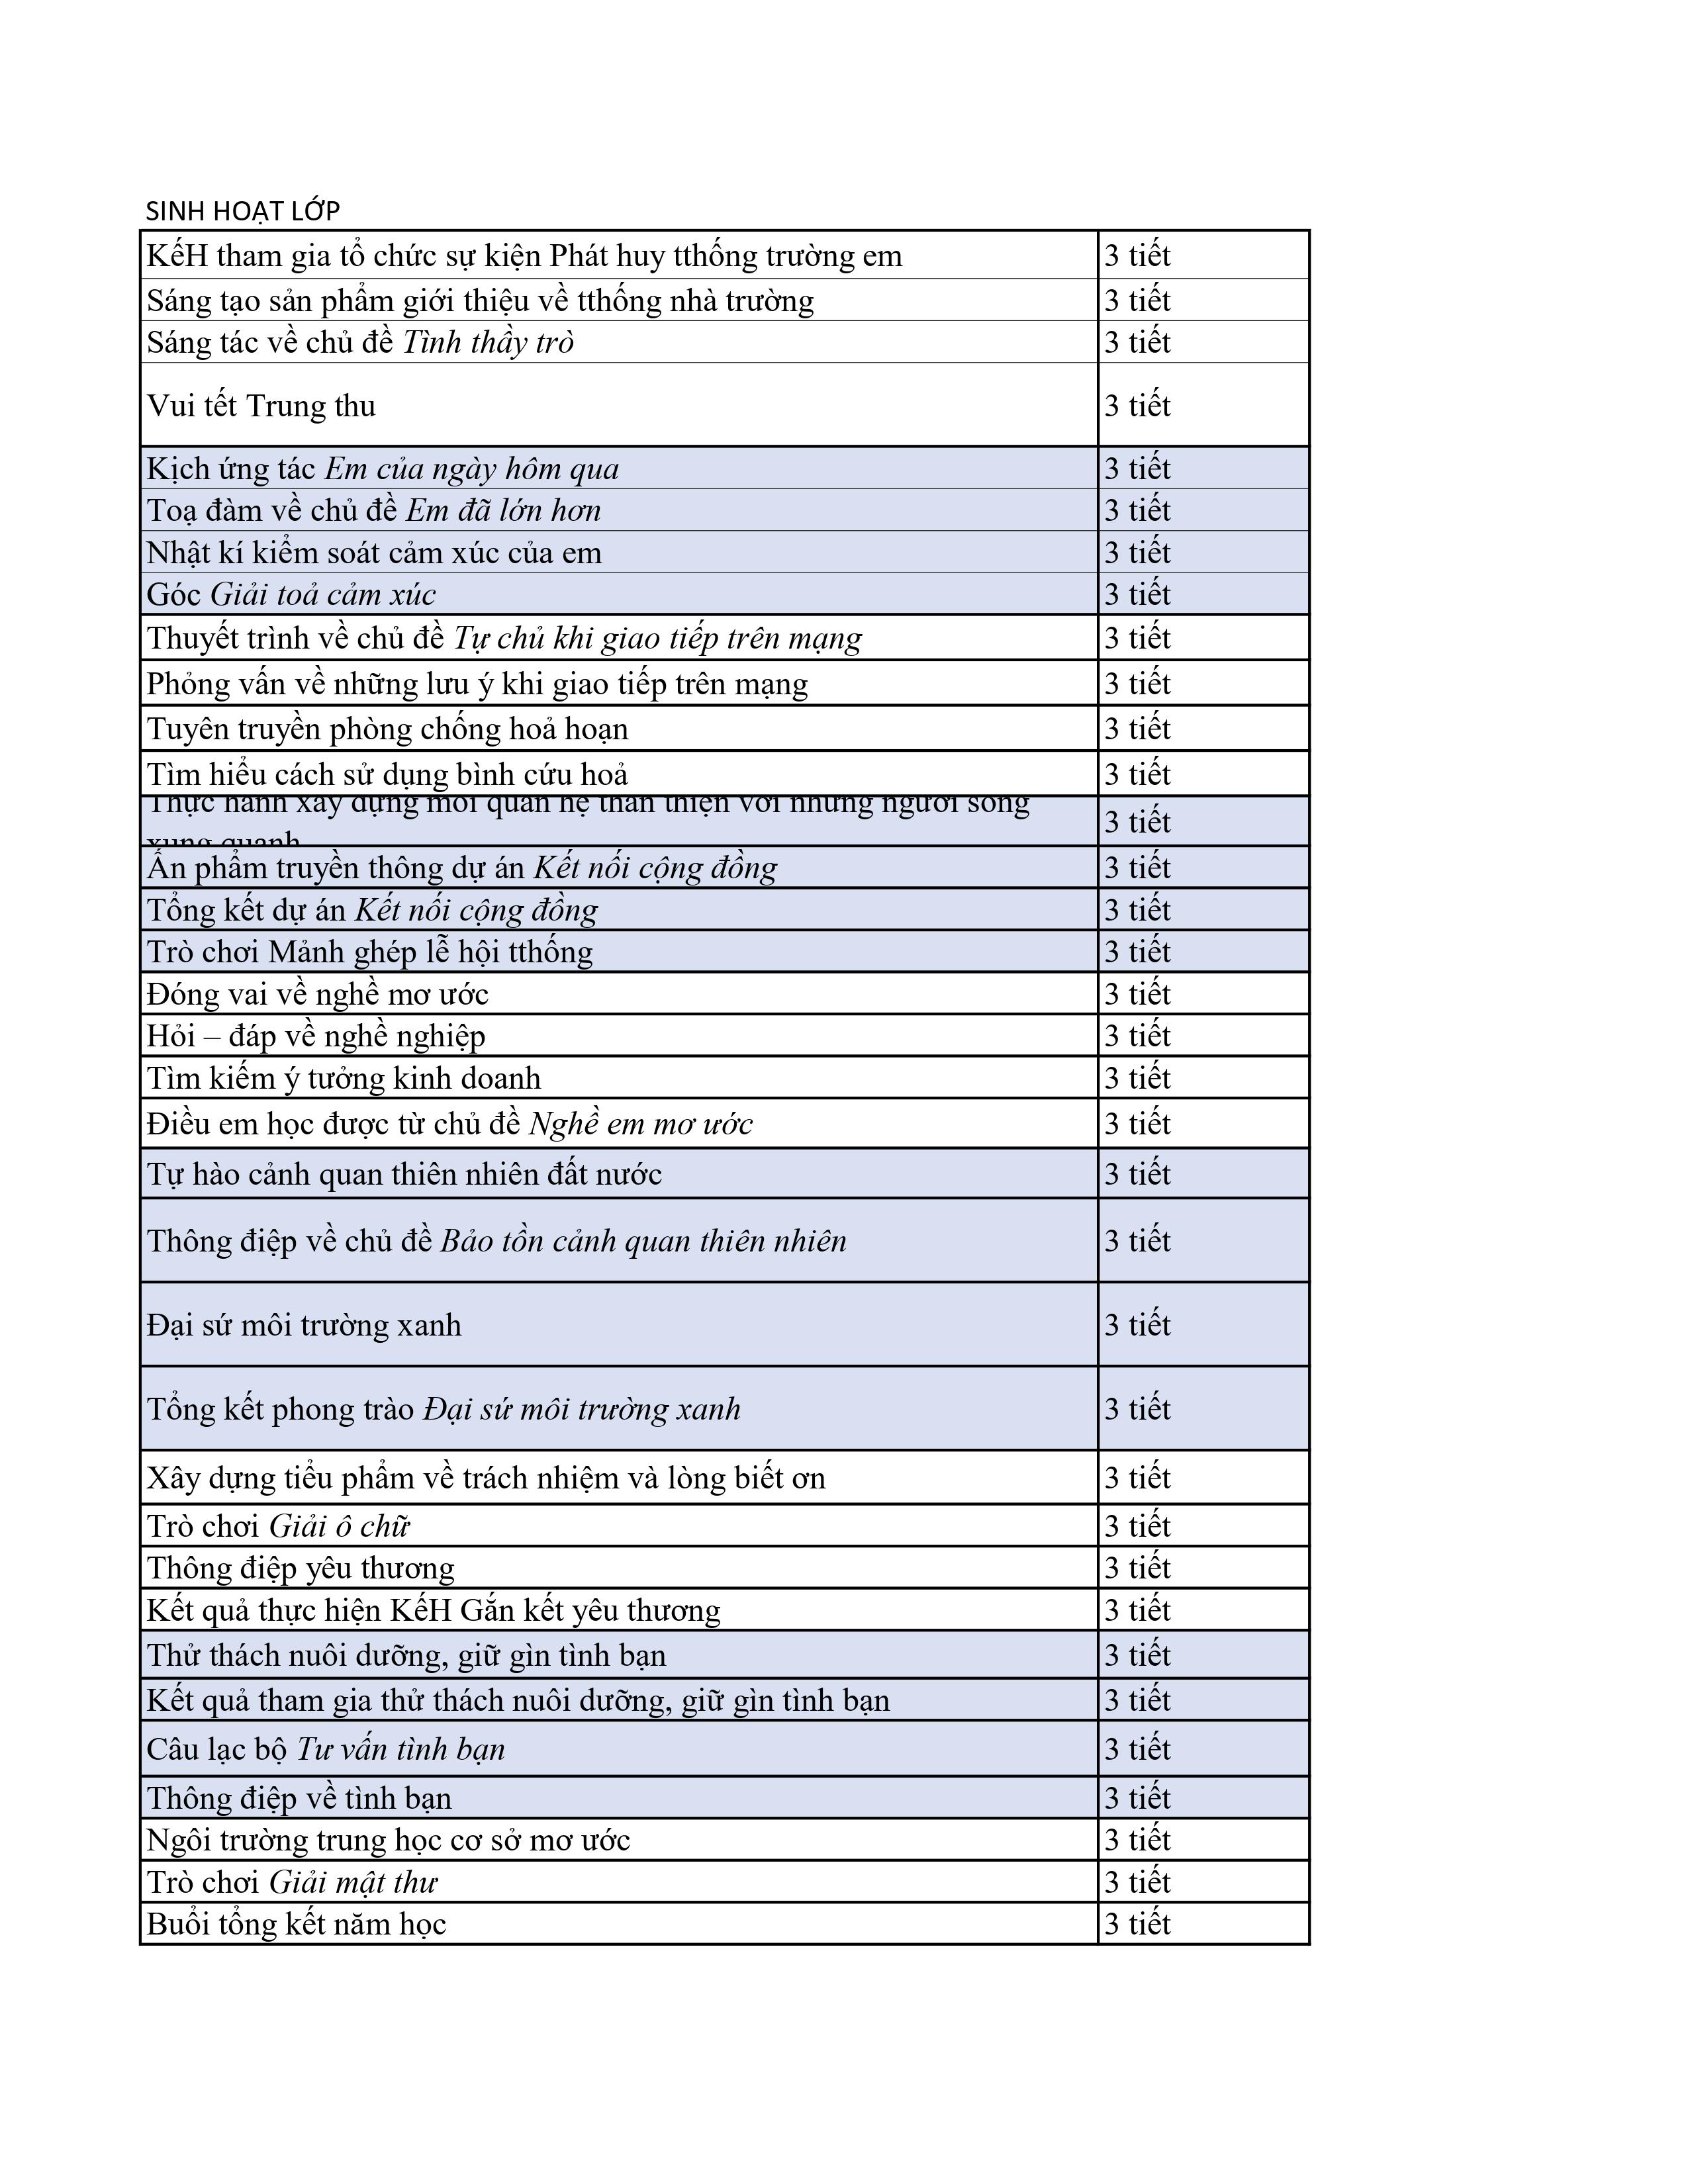 SINH HOẠT LỚP
KếH tham gia tổ chức sự kiện Phát huy tthống trường em 3 tiết
Sáng tạo sản phẩm giới thiệu về tthống nhà trường 3 tiết
Sáng tác về chủ đề Tình thầy trò 3 tiết
Vui tết Trung thu 3 tiết
Kịch ứng tác Em của ngày hôm qua 3 tiết
Toạ đàm về chủ đề Em đã lớn hơn 3 tiết
Nhật kí kiểm soát cảm xúc của em 3 tiết
Góc Giải toả cảm xúc 3 tiết
Thuyết trình về chủ đề Tự chủ khi giao tiếp trên mạng 3 tiết
Phỏng vấn về những lưu ý khi giao tiếp trên mạng 3 tiết
Tuyên truyền phòng chống hoả hoạn 3 tiết
Tìm hiểu cách sử dụng bình cứu hoả 3 tiết
Thực hành xây dựng mối quan hệ thân thiện với những người sống
xung quanh 3 tiết
Ấn phẩm truyền thông dự án Kết nối cộng đồng 3 tiết
Tổng kết dự án Kết nối cộng đồng 3 tiết
Trò chơi Mảnh ghép lễ hội tthống 3 tiết
Đóng vai về nghề mơ ước 3 tiết
Hỏi – đáp về nghề nghiệp 3 tiết
Tìm kiếm ý tưởng kinh doanh 3 tiết
Điều em học được từ chủ đề Nghề em mơ ước 3 tiết
Tự hào cảnh quan thiên nhiên đất nước 3 tiết
Thông điệp về chủ đề Bảo tồn cảnh quan thiên nhiên 3 tiết
Đại sứ môi trường xanh 3 tiết
Tổng kết phong trào Đại sứ môi trường xanh 3 tiết
Xây dựng tiểu phẩm về trách nhiệm và lòng biết ơn 3 tiết
Trò chơi Giải ô chữ 3 tiết
Thông điệp yêu thương 3 tiết
Kết quả thực hiện KếH Gắn kết yêu thương 3 tiết
Thử thách nuôi dưỡng, giữ gìn tình bạn 3 tiết
Kết quả tham gia thử thách nuôi dưỡng, giữ gìn tình bạn 3 tiết
Câu lạc bộ Tư vấn tình bạn 3 tiết
Thông điệp về tình bạn 3 tiết
Ngôi trường trung học cơ sở mơ ước 3 tiết
Trò chơi Giải mật thư 3 tiết
Buổi tổng kết năm học 3 tiết